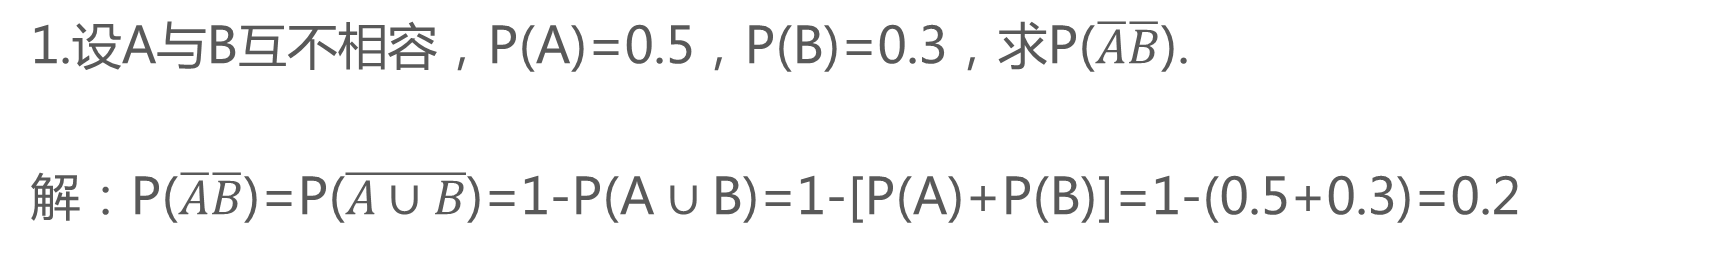 1.设A与B互不相容，P(A)=0.5，P(B)=0.3，求P(A̅B̅).
解：P(A̅B̅)=P(\overline{A∪B})=1-P(A∪B)=1-[P(A)+P(B)]=1-(0.5+0.3)=0.2